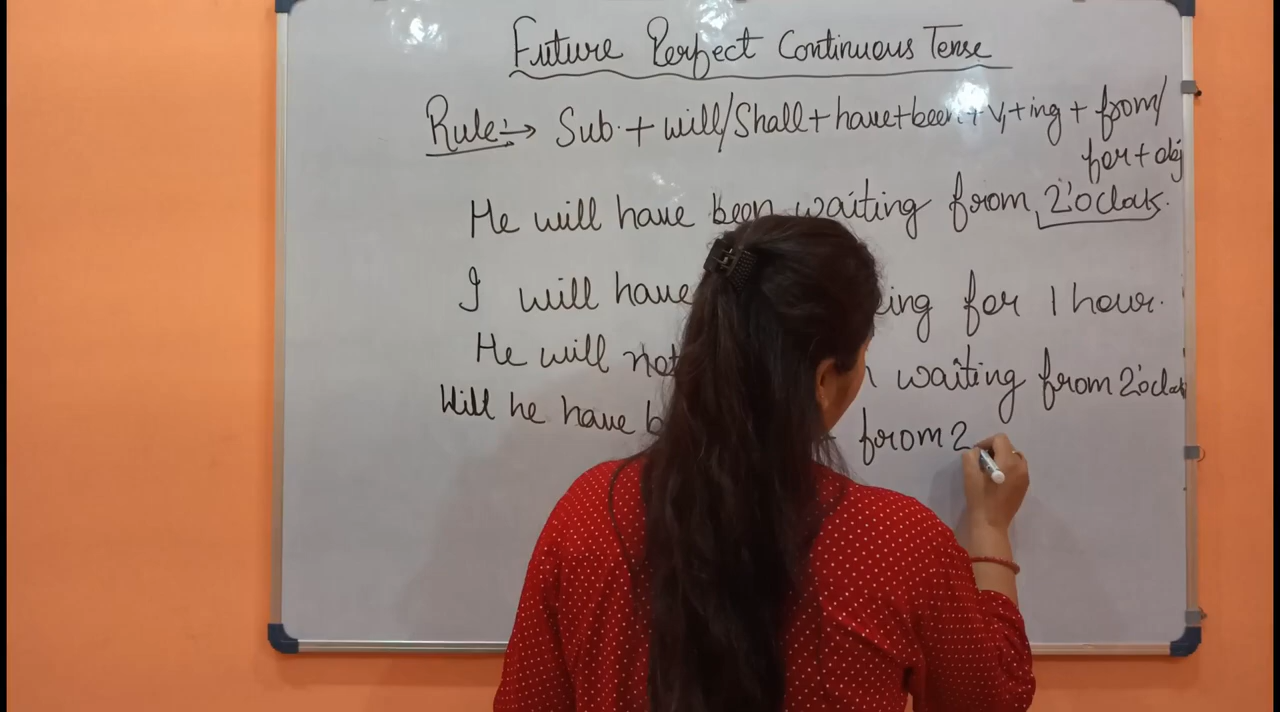 Future Perfect Continuous Tense
Rule:→ Sub. + will/Shall + have + been + V1 + ing + from/
for + obj
He will have been waiting from 2'oclok.
I will have ing for 1 hour.
He will not waiting from 2'oclok
Will he have from 2